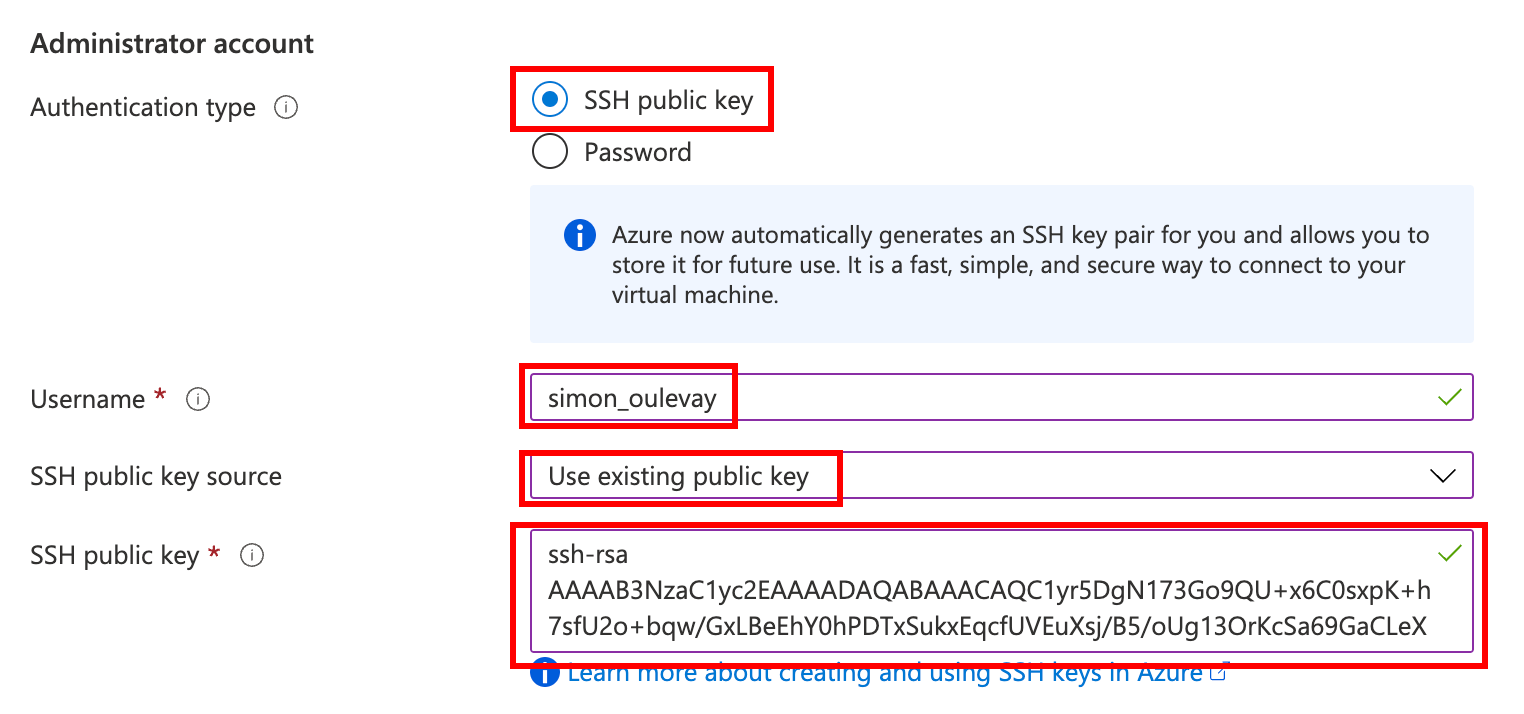 Administrator account
Authentication type
SSH public key
Password
Azure now automatically generates an SSH key pair for you and allows you to
store it for future use. It is a fast, simple, and secure way to connect to your
virtual machine.
Username *
simon_oulevay
SSH public key source
Use existing public key
SSH public key *
ssh-rsa
AAAAB3NzaC1yc2EAAAADAQABAAACAQC1yr5DgN173Go9QU+x6C0sxpK+h
7sfU2o+bqw/GxLBeEhY0hPDTxSukxEqcfUVEuXsj/B5/oUg13OrKcSa69GaCLeX
Learn more about creating and using SSH keys in Azure